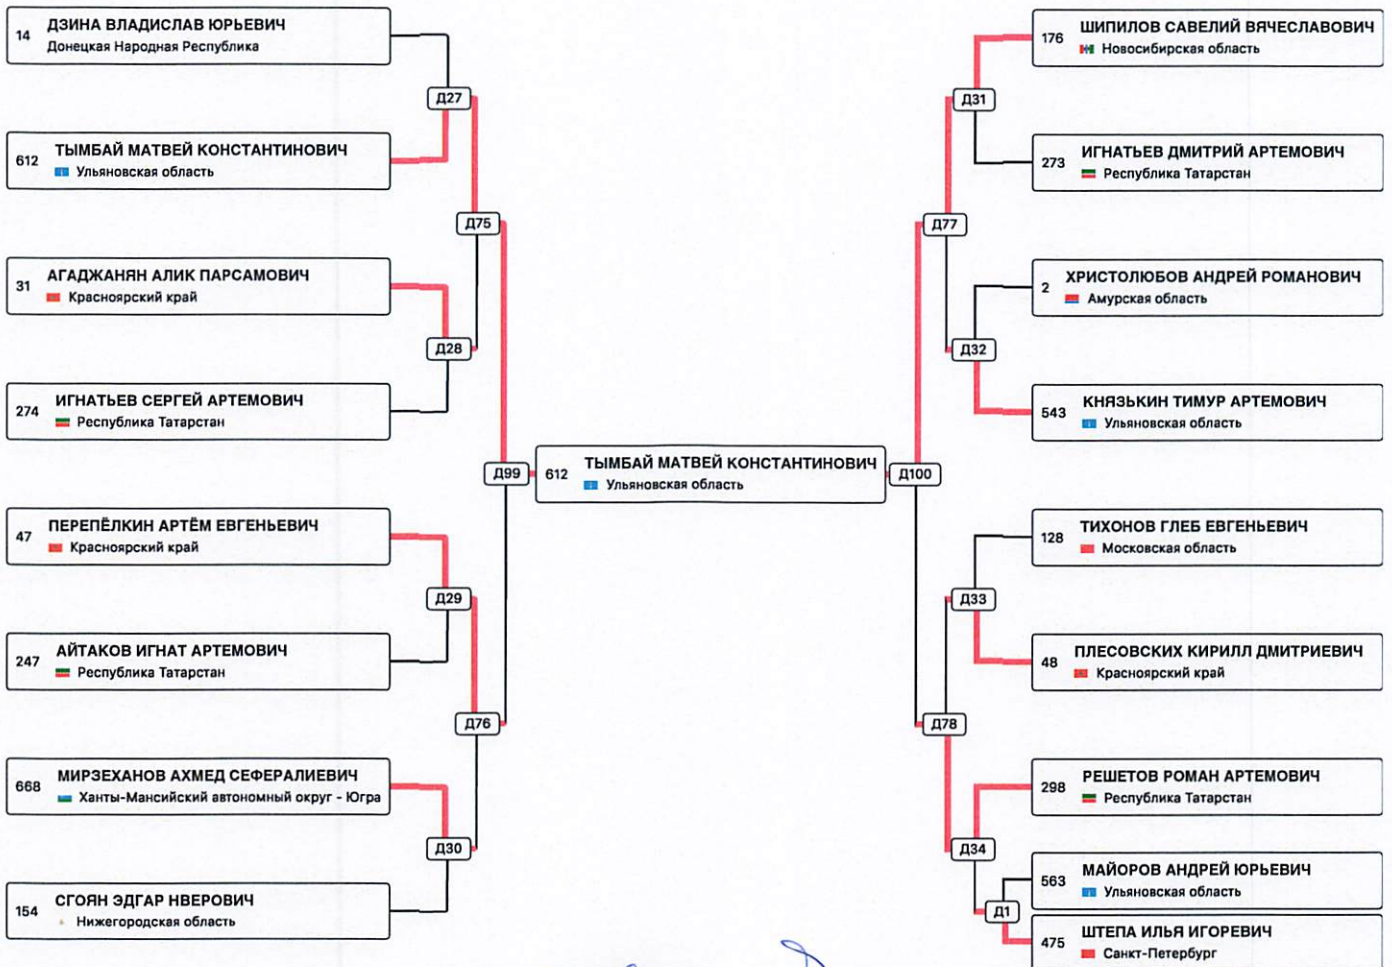 14 ДЗИНА ВЛАДИСЛАВ ЮРЬЕВИЧ
Донецкая Народная Республика
Д27
612 ТЫМБАЙ МАТВЕЙ КОНСТАНТИНОВИЧ
Ульяновская область
Д75
31 АГАДЖАНЯН АЛИК ПАРСАМОВИЧ
Красноярский край
Д28
274 ИГНАТЬЕВ СЕРГЕЙ АРТЕМОВИЧ
Республика Татарстан
Д99
47 ПЕРЕПЁЛКИН АРТЁМ ЕВГЕНЬЕВИЧ
Красноярский край
Д29
247 АЙТАКОВ ИГНАТ АРТЕМОВИЧ
Республика Татарстан
Д76
668 МИРЗЕХАНОВ АХМЕД СЕФЕРАЛИЕВИЧ
Ханты-Мансийский автономный округ - Югра
Д30
154 СГОЯН ЭДГАР НВЕРОВИЧ
Нижегородская область
612 ТЫМБАЙ МАТВЕЙ КОНСТАНТИНОВИЧ
Ульяновская область
176 ШИПИЛОВ САВЕЛИЙ ВЯЧЕСЛАВОВИЧ
Новосибирская область
Д31
273 ИГНАТЬЕВ ДМИТРИЙ АРТЕМОВИЧ
Республика Татарстан
Д77
2 ХРИСТОЛЮБОВ АНДРЕЙ РОМАНОВИЧ
Амурская область
Д32
543 КНЯЗЬКИН ТИМУР АРТЕМОВИЧ
Ульяновская область
Д100
128 ТИХОНОВ ГЛЕБ ЕВГЕНЬЕВИЧ
Московская область
Д33
48 ПЛЕСОВСКИХ КИРИЛЛ ДМИТРИЕВИЧ
Красноярский край
Д78
298 РЕШЕТОВ РОМАН АРТЕМОВИЧ
Республика Татарстан
Д34
563 МАЙОРОВ АНДРЕЙ ЮРЬЕВИЧ
Ульяновская область
Д1
475 ШТЕПА ИЛЬЯ ИГОРЕВИЧ
Санкт-Петербург